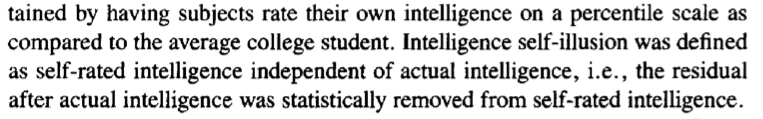 tained by having subjects rate their own intelligence on a percentile scale as
compared to the average college student. Intelligence self-illusion was defined
as self-rated intelligence independent of actual intelligence, i.e., the residual
after actual intelligence was statistically removed from self-rated intelligence.